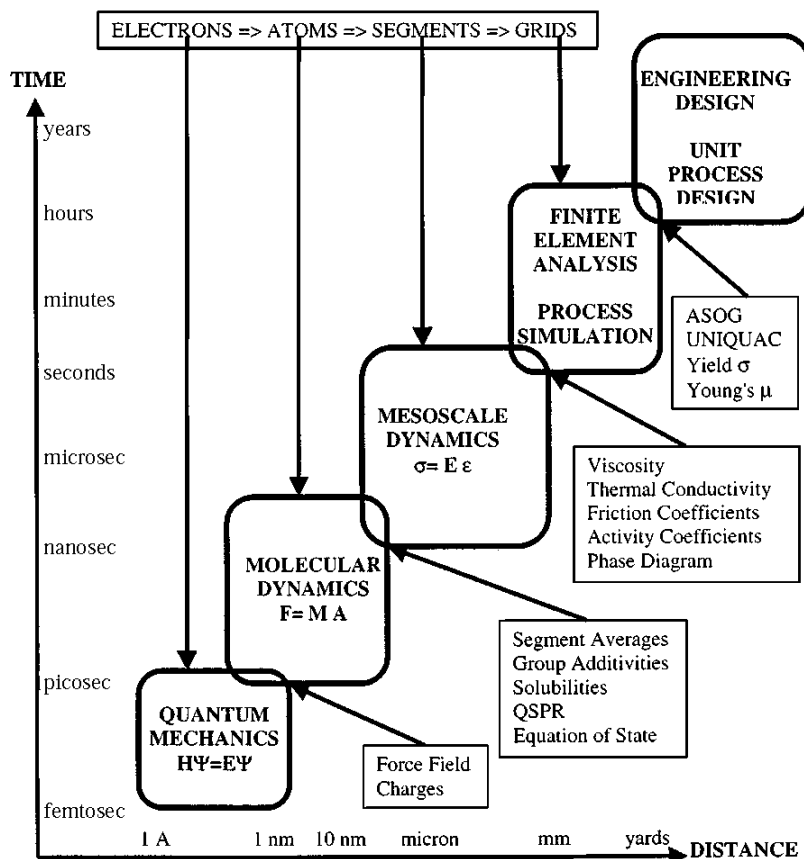 ELECTRONS => ATOMS => SEGMENTS => GRIDS
TIME
years
hours
minutes
seconds
microsec
nanosec
picosec
femtosec
ENGINEERING
DESIGN
UNIT
PROCESS
DESIGN
FINITE
ELEMENT
ANALYSIS
PROCESS
SIMULATION
ASOG
UNIQUAC
Yield σ
Young's μ
MESOSCALE
DYNAMICS
σ= E ε
Viscosity
Thermal Conductivity
Friction Coefficients
Activity Coefficients
Phase Diagram
MOLECULAR
DYNAMICS
F= M A
Segment Averages
Group Additivities
Solubilities
QSPR
Equation of State
QUANTUM
MECHANICS
HΨ=EΨ
Force Field
Charges
1 A 1 nm 10 nm micron mm yards
DISTANCE